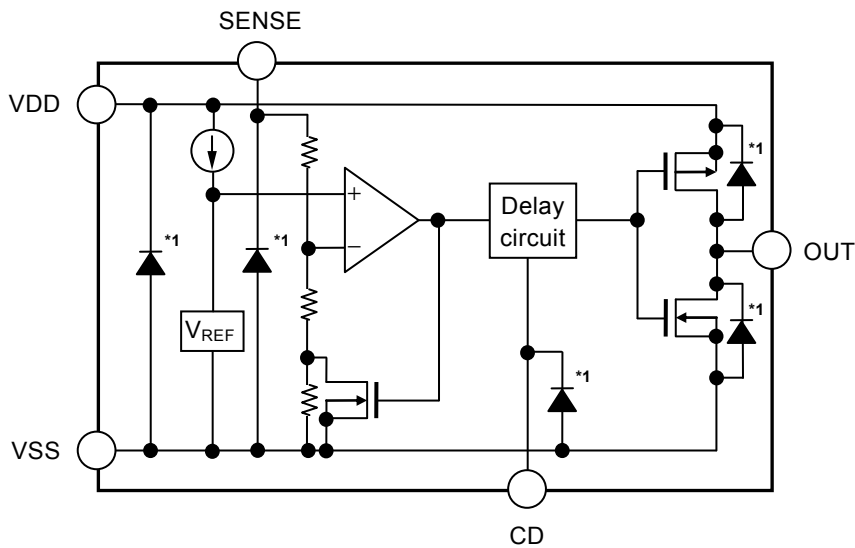 SENSE
VDD
*1
*1
*1
+
−
Delay
circuit
OUT
VREF
*1
*1
VSS
CD